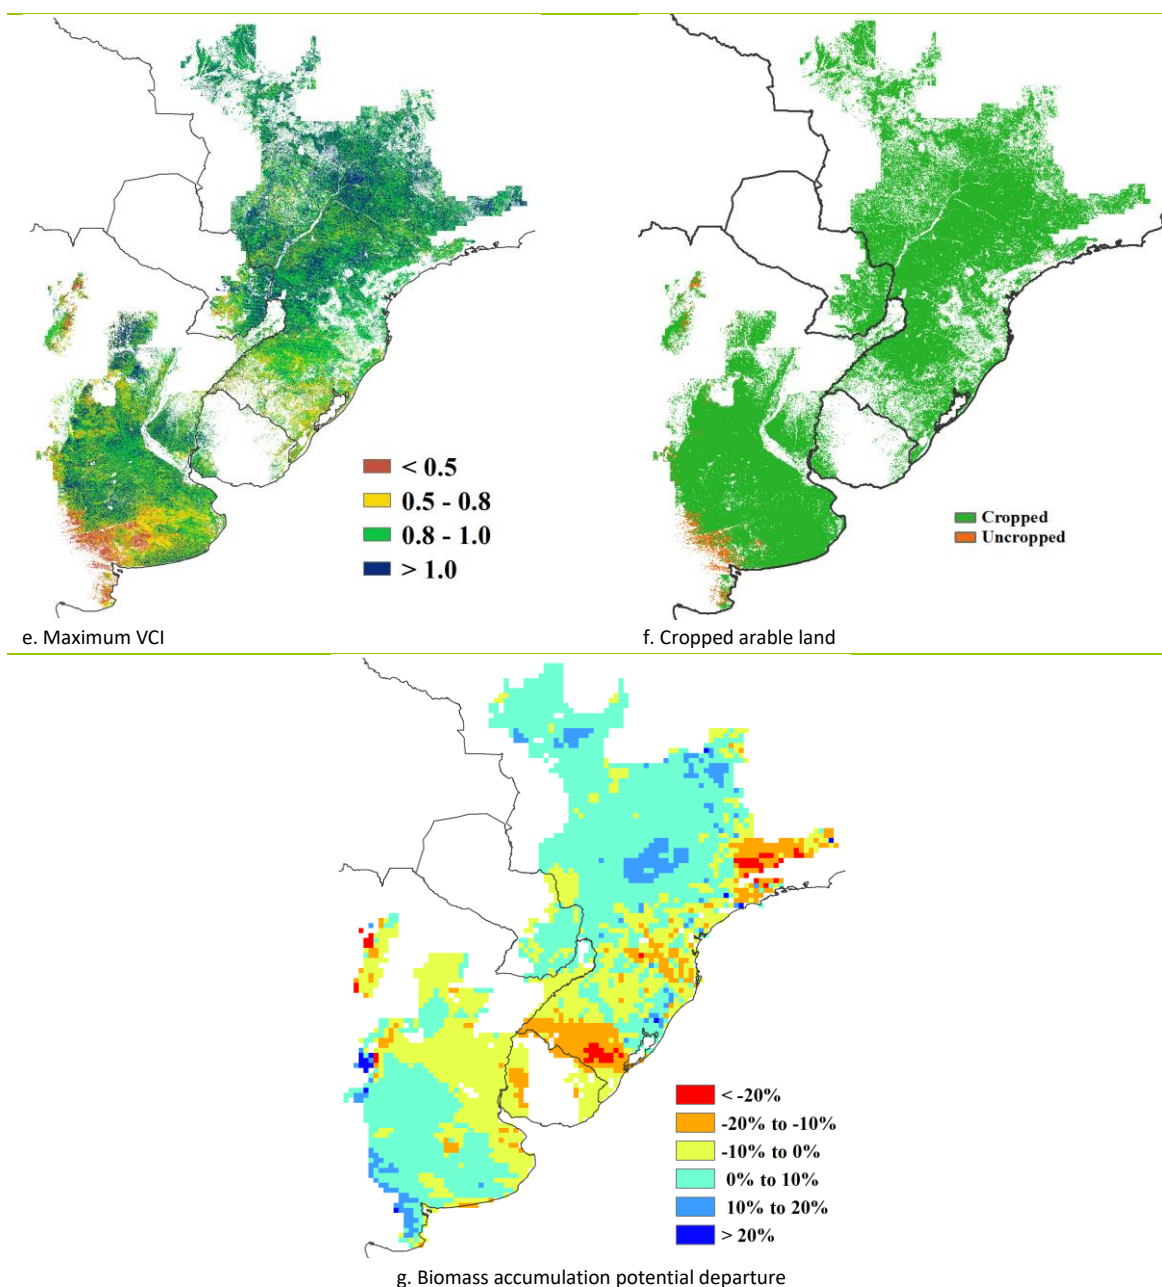 < 0.5
0.5 - 0.8
0.8 - 1.0
> 1.0
Cropped
Uncropped
e. Maximum VCI
f. Cropped arable land
< -20%
-20% to -10%
-10% to 0%
0% to 10%
10% to 20%
> 20%
g. Biomass accumulation potential departure